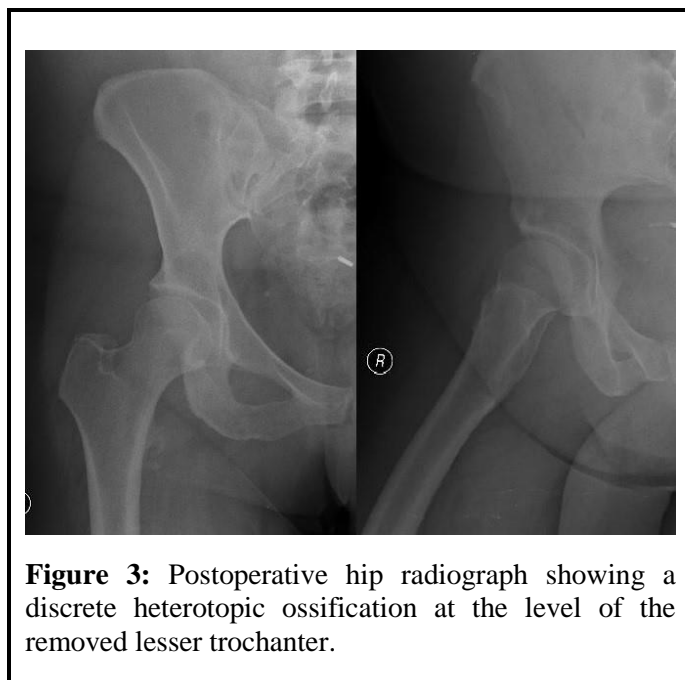 R
Figure 3: Postoperative hip radiograph showing a
discrete heterotopic ossification at the level of the
removed lesser trochanter.